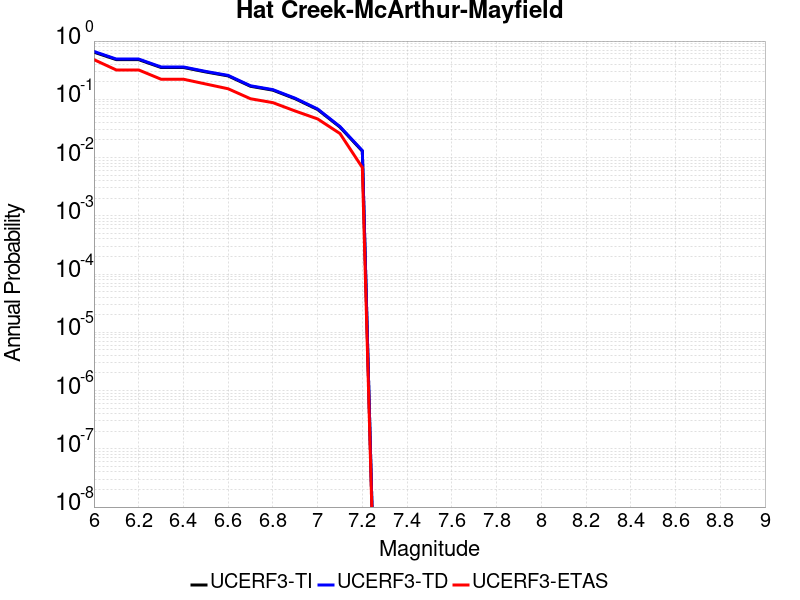 Hat Creek-McArthur-Mayfield
Annual Probability
10^0
10^-1
10^-2
10^-3
10^-4
10^-5
10^-6
10^-7
10^-8
6 6.2 6.4 6.6 6.8 7 7.2 7.4 7.6 7.8 8 8.2 8.4 8.6 8.8 9
Magnitude
UCERF3-TI UCERF3-TD UCERF3-ETAS